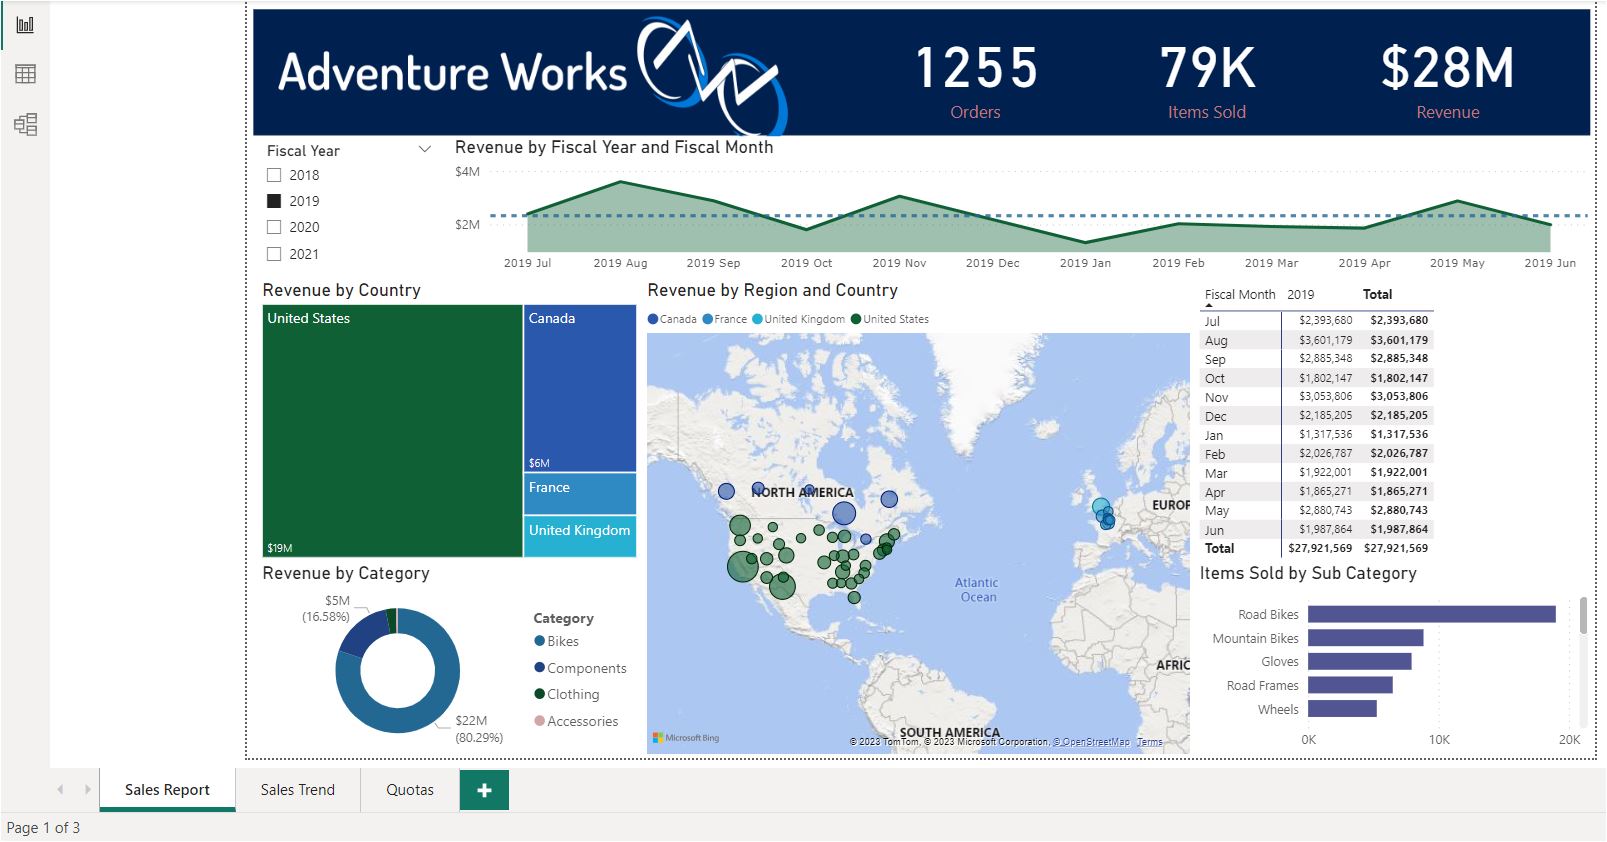 Adventure Works
1255
Orders
79K
Items Sold
$28M
Revenue
Fiscal Year
2018
2019
2020
2021
Revenue by Fiscal Year and Fiscal Month
$4M
$2M
2019 Jul 2019 Aug 2019 Sep 2019 Oct 2019 Nov 2019 Dec 2019 Jan 2019 Feb 2019 Mar 2019 Apr 2019 May 2019 Jun
Revenue by Country
United States
$19M
Canada
$6M
France
United Kingdom
Revenue by Region and Country
Canada France United Kingdom United States
NORTH AMERICA
EUROP
Atlantic
Ocean
AFRIC
SOUTH AMERICA
Microsoft Bing
© 2023 TomTom, © 2023 Microsoft Corporation, © OpenStreetMap Terms
Fiscal Month 2019 Total
Jul $2,393,680 $2,393,680
Aug $3,601,179 $3,601,179
Sep $2,885,348 $2,885,348
Oct $1,802,147 $1,802,147
Nov $3,053,806 $3,053,806
Dec $2,185,205 $2,185,205
Jan $1,317,536 $1,317,536
Feb $2,026,787 $2,026,787
Mar $1,922,001 $1,922,001
Apr $1,865,271 $1,865,271
May $2,880,743 $2,880,743
Jun $1,987,864 $1,987,864
Total $27,921,569 $27,921,569
Revenue by Category
$5M
(16.58%)
$22M
(80.29%)
Category
Bikes
Components
Clothing
Accessories
Items Sold by Sub Category
Road Bikes
Mountain Bikes
Gloves
Road Frames
Wheels
0K 10K 20K
Sales Report Sales Trend Quotas
Page 1 of 3